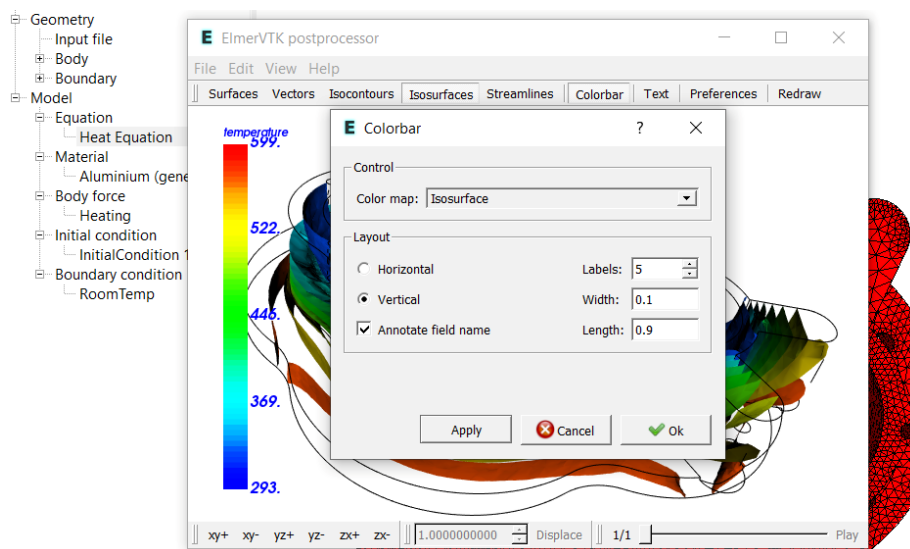 Geometry
Input file
Body
Boundary
Model
Equation
Heat Equation
Material
Aluminium (gene
Body force
Heating
Initial condition
InitialCondition 1
Boundary condition
RoomTemp
E ElmerVTK postprocessor
File Edit View Help
Surfaces Vectors Isocontours Isosurfaces Streamlines Colorbar Text Preferences Redraw
temperature
599.
522.
446.
369.
293.
E Colorbar ?
Control
Color map: Isosurface
Layout
Horizontal Labels: 5
Vertical Width: 0.1
Annotate field name Length: 0.9
Apply Cancel Ok
xy+ xy- yz+ yz- zx+ zx- 1.0000000000 Displace 1/1 Play